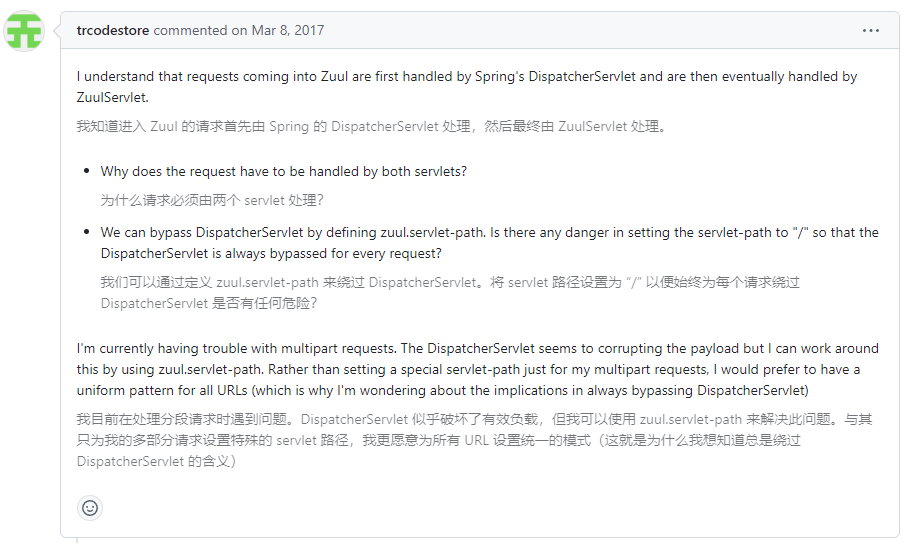 trcodestore commented on Mar 8, 2017
I understand that requests coming into Zuul are first handled by Spring's DispatcherServlet and are then eventually handled by
ZuulServlet.
我知道进入 Zuul 的请求首先由 Spring 的 DispatcherServlet 处理，然后最终由 ZuulServlet 处理。
Why does the request have to be handled by both servlets?
为什么请求必须由两个 servlet 处理？
We can bypass DispatcherServlet by defining zuul.servlet-path. Is there any danger in setting the servlet-path to "/" so that the
DispatcherServlet is always bypassed for every request?
我们可以通过定义 zuul.servlet-path 来绕过 DispatcherServlet。将 servlet 路径设置为 “/” 以便始终为每个请求绕过
DispatcherServlet 是否有任何危险？
I'm currently having trouble with multipart requests. The DispatcherServlet seems to corrupting the payload but I can work around
this by using zuul.servlet-path. Rather than setting a special servlet-path just for my multipart requests, I would prefer to have a
uniform pattern for all URLs (which is why I'm wondering about the implications in always bypassing DispatcherServlet)
我目前在处理分段请求时遇到问题。DispatcherServlet 似乎破坏了有效负载，但我可以使用 zuul.servlet-path 来解决此问题。与其
只为我的多部分请求设置特殊的 servlet 路径，我更愿意为所有 URL 设置统一的模式（这就是为什么我想知道总是绕过
DispatcherServlet 的含义）